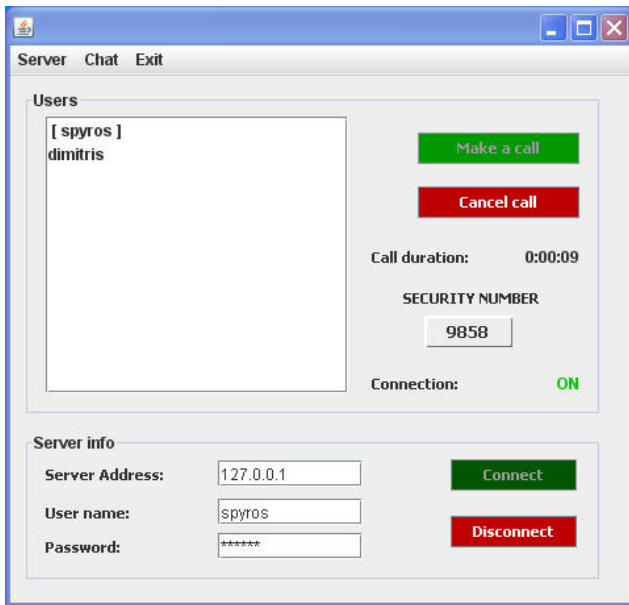 Server Chat Exit
Users
[ spyros ]
dimitris
Make a call
Cancel call
Call duration: 0:00:09
SECURITY NUMBER
9858
Connection: ON
Server info
Server Address: 127.0.0.1
Connect
User name: spyros
Disconnect
Password: ******